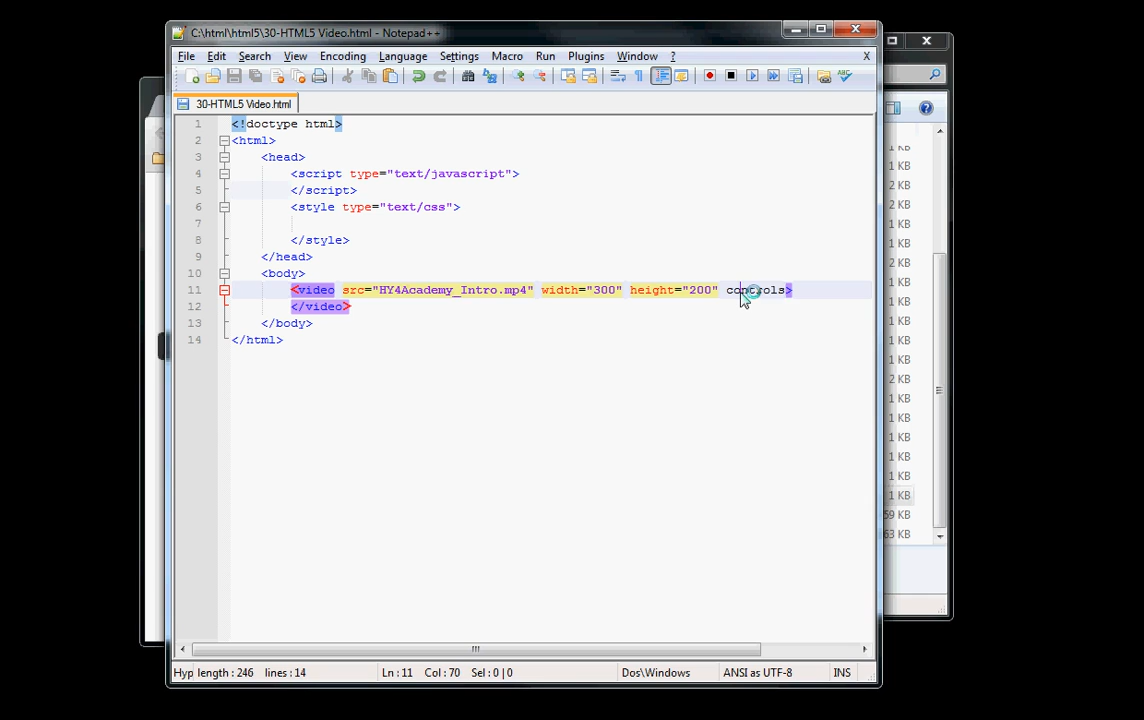 C:\html\html5\30-HTML5 Video.html - Notepad++
File Edit Search View Encoding Language Settings Macro Run Plugins Window ? X
30-HTML5 Video.html
1 <!doctype html>
2 <html>
3 <head>
4 <script type="text/javascript">
5 </script>
6 <style type="text/css">
7
8 </style>
9 </head>
10 <body>
11 <video src="HY4Academy_Intro.mp4" width="300" height="200" controls>
12 </video>
13 </body>
14 </html>
1 KB
1 KB
2 KB
2 KB
1 KB
1 KB
2 KB
1 KB
1 KB
1 KB
1 KB
1 KB
2 KB
1 KB
1 KB
1 KB
1 KB
1 KB
1 KB
59 KB
63 KB
Hyp length : 246 lines : 14 Ln : 11 Col : 70 Sel : 0 | 0 Dos\Windows ANSI as UTF-8 INS